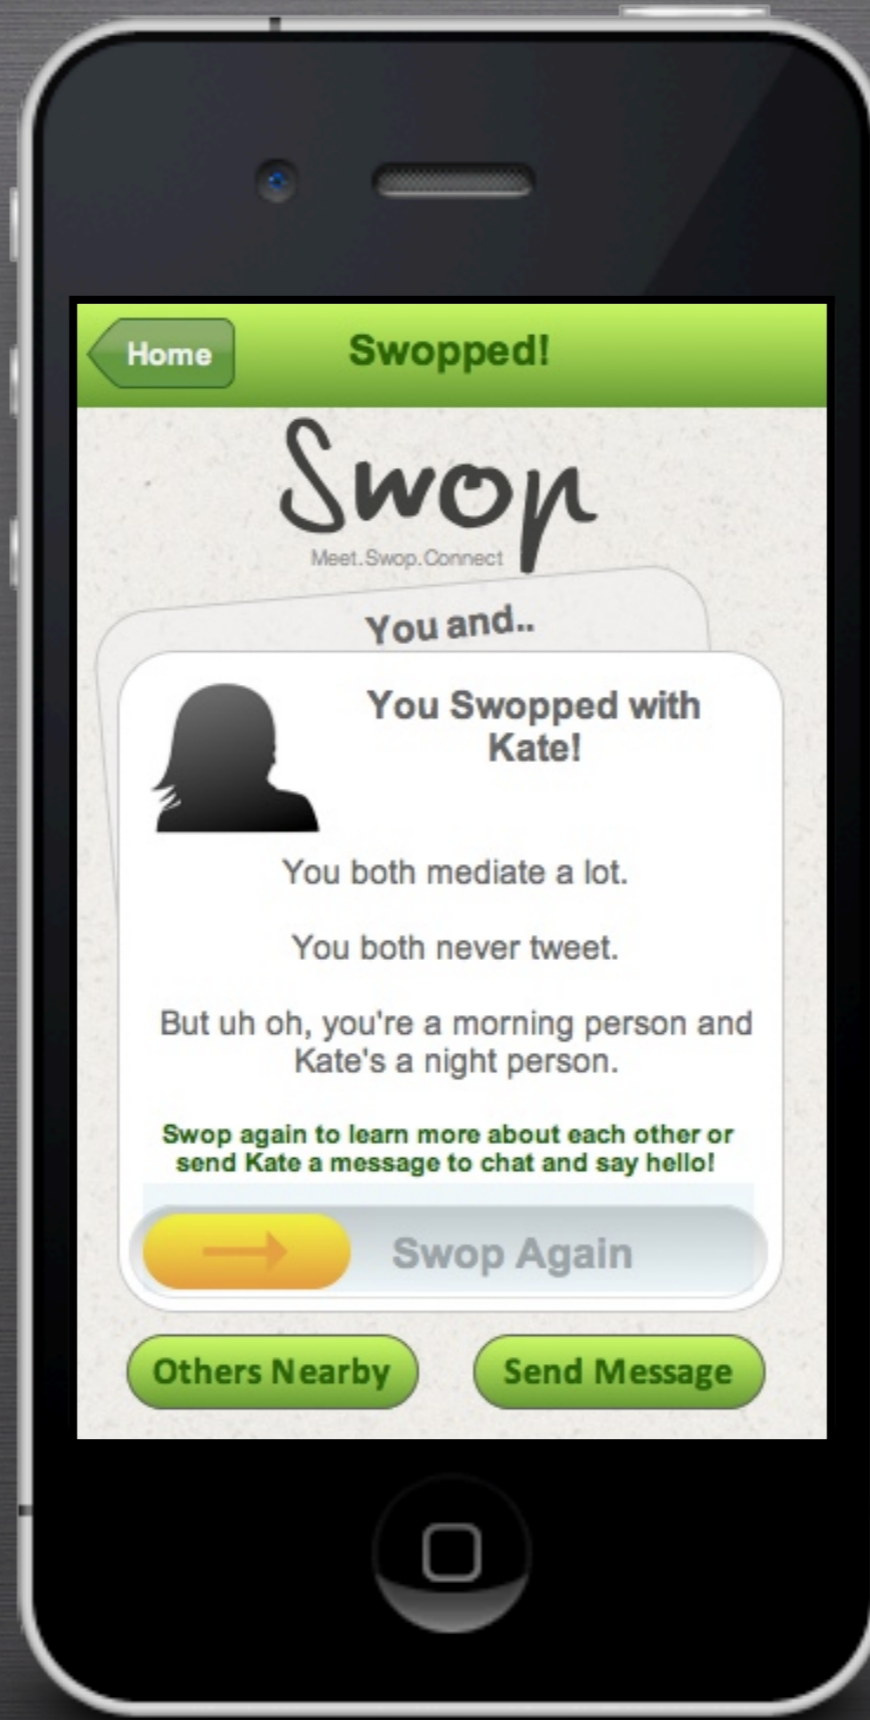 Home
Swopped!
Swop
Meet.Swop.Connect
You and..
You Swopped with
Kate!
You both mediate a lot.
You both never tweet.
But uh oh, you're a morning person and
Kate's a night person.
Swop again to learn more about each other or
send Kate a message to chat and say hello!
Swop Again
Others Nearby
Send Message